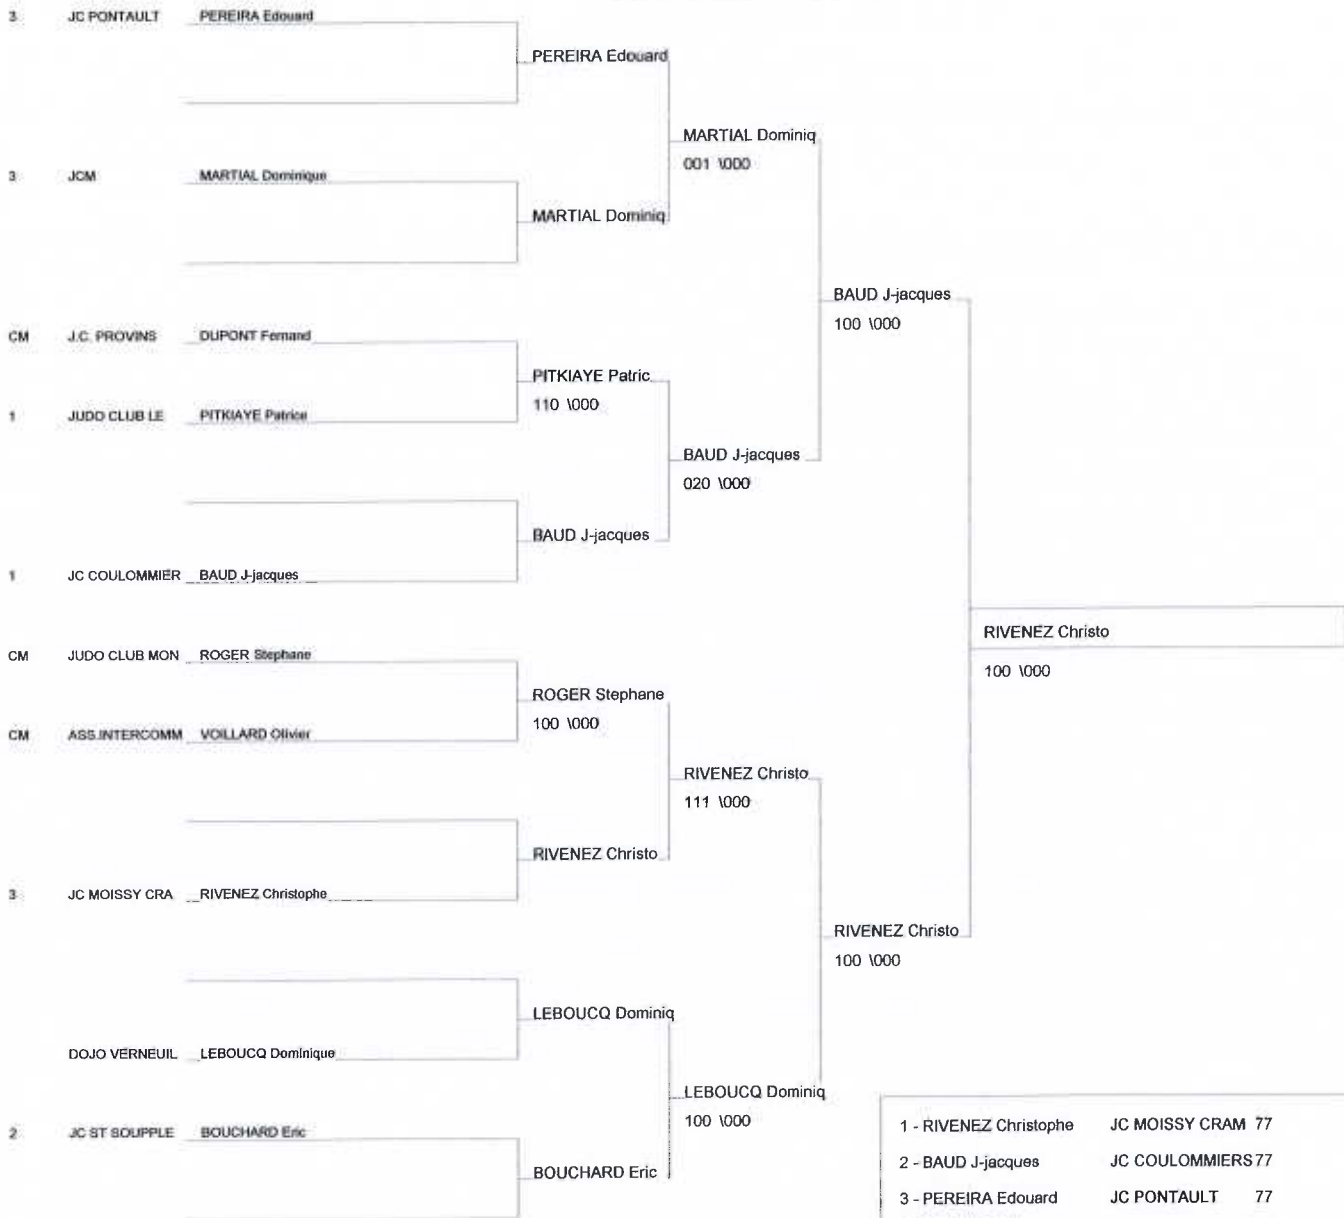 3 JC PONTAULT PEREIRA Edouard
PEREIRA Edouard
MARTIAL Dominiq
001 \000
3 JCM MARTIAL Dominique
MARTIAL Dominiq
BAUD J-jacques
100 \000
CM J.C. PROVINS DUPONT Fernand
PITKIAYE Patric
110 \000
1 JUDO CLUB LE PITKIAYE Patrice
BAUD J-jacques
020 \000
BAUD J-jacques
1 JC COULOMMIER BAUD J-jacques
RIVENEZ Christo
100 \000
CM JUDO CLUB MON ROGER Stephane
ROGER Stephane
100 \000
CM ASS.INTERCOMM VOILLARD Olivier
RIVENEZ Christo
111 \000
RIVENEZ Christo
3 JC MOISSY CRA RIVENEZ Christophe
RIVENEZ Christo
100 \000
LEBOUCQ Dominiq
DOJO VERNEUIL LEBOUCQ Dominique
LEBOUCQ Dominiq
100 \000
2 JC ST SOUPPLE BOUCHARD Eric
BOUCHARD Eric
1 - RIVENEZ Christophe JC MOISSY CRAM 77
2 - BAUD J-jacques JC COULOMMIERS 77
3 - PEREIRA Edouard JC PONTAULT 77